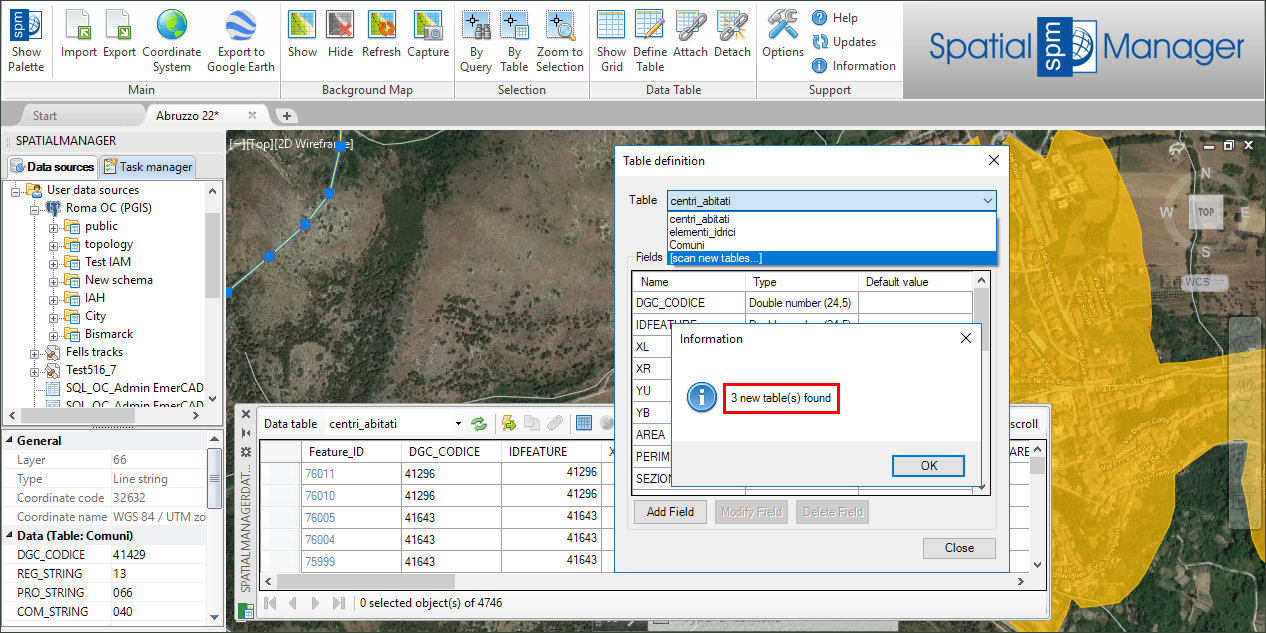 Show Palette
Import
Export
Coordinate System
Export to Google Earth
Main
Show
Hide
Refresh
Capture
Background Map
By Query
By Table
Zoom to Selection
Selection
Show Grid
Define Table
Attach
Detach
Data Table
Options
Help
Updates
Information
Support
Spatial spm Manager
Start
Abruzzo 22*
SPATIALMANAGER
Data sources
Task manager
User data sources
Roma OC (PGIS)
public
topology
Test IAM
New schema
IAH
City
Bismarck
Fells tracks
Test516_7
SQL_OC_Admin EmerCAD
SQL_OC_Admin EmerCAD
General
Layer 66
Type Line string
Coordinate code 32632
Coordinate name WGS 84 / UTM zo
Data (Table: Comuni)
DGC_CODICE 41429
REG_STRING 13
PRO_STRING 066
COM_STRING 040
[−][Top][2D Wireframe]
N
W TOP E
S
WCS
Table definition
Table centri_abitati
centri_abitati
elementi_idrici
Comuni
[scan new tables...]
Fields
Name Type Default value
DGC_CODICE Double number (24,5)
IDFEATURE Double number (24,5)
XL
XR
YU
YB
AREA
PERIM
SEZION
Information
3 new table(s) found
OK
Add Field
Modify Field
Delete Field
Close
SPATIALMANAGERDAT...
Data table centri_abitati
scroll
Feature_ID DGC_CODICE IDFEATURE X ARE
76011 41296 41296
76010 41296 41296
76005 41643 41643
76004 41643 41643
75999 41643 41643
0 selected object(s) of 4746